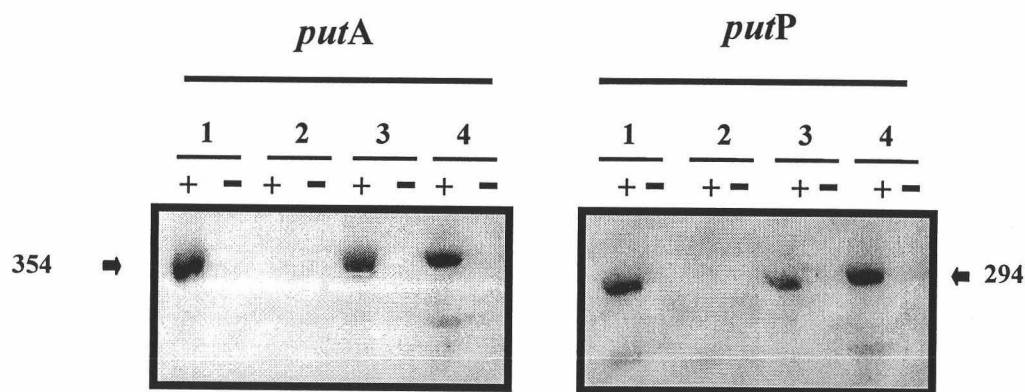 putA putP
1 2 3 4 1 2 3 4
+ - + - + - + - + - + - + - + -
354 294